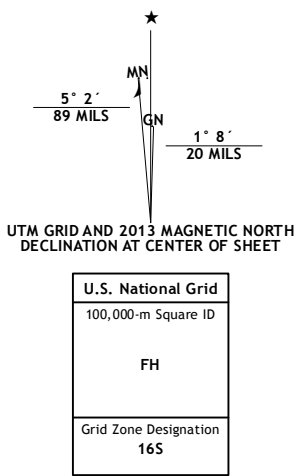 ★
MN
5° 2´
89 MILS
GN
1° 8´
20 MILS
UTM GRID AND 2013 MAGNETIC NORTH
DECLINATION AT CENTER OF SHEET
U.S. National Grid
100,000-m Square ID
FH
Grid Zone Designation
16S